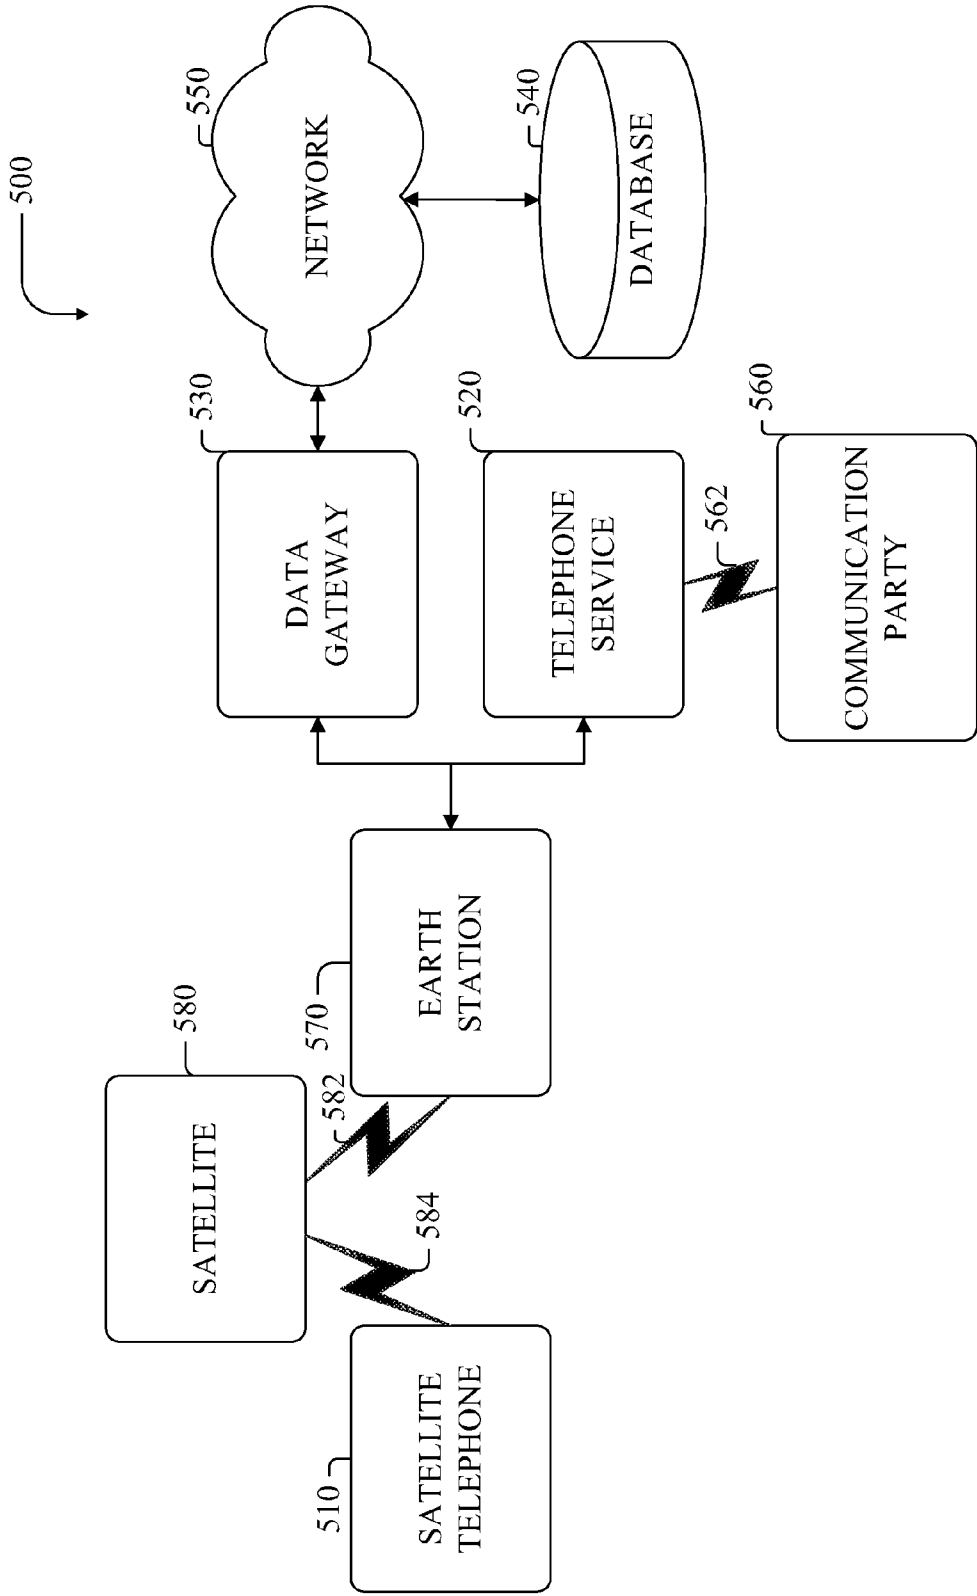 500
550
NETWORK
540
DATABASE
530
DATA
GATEWAY
520
TELEPHONE
SERVICE
562
560
COMMUNICATION
PARTY
570
EARTH
STATION
580
SATELLITE
582
584
510
SATELLITE
TELEPHONE